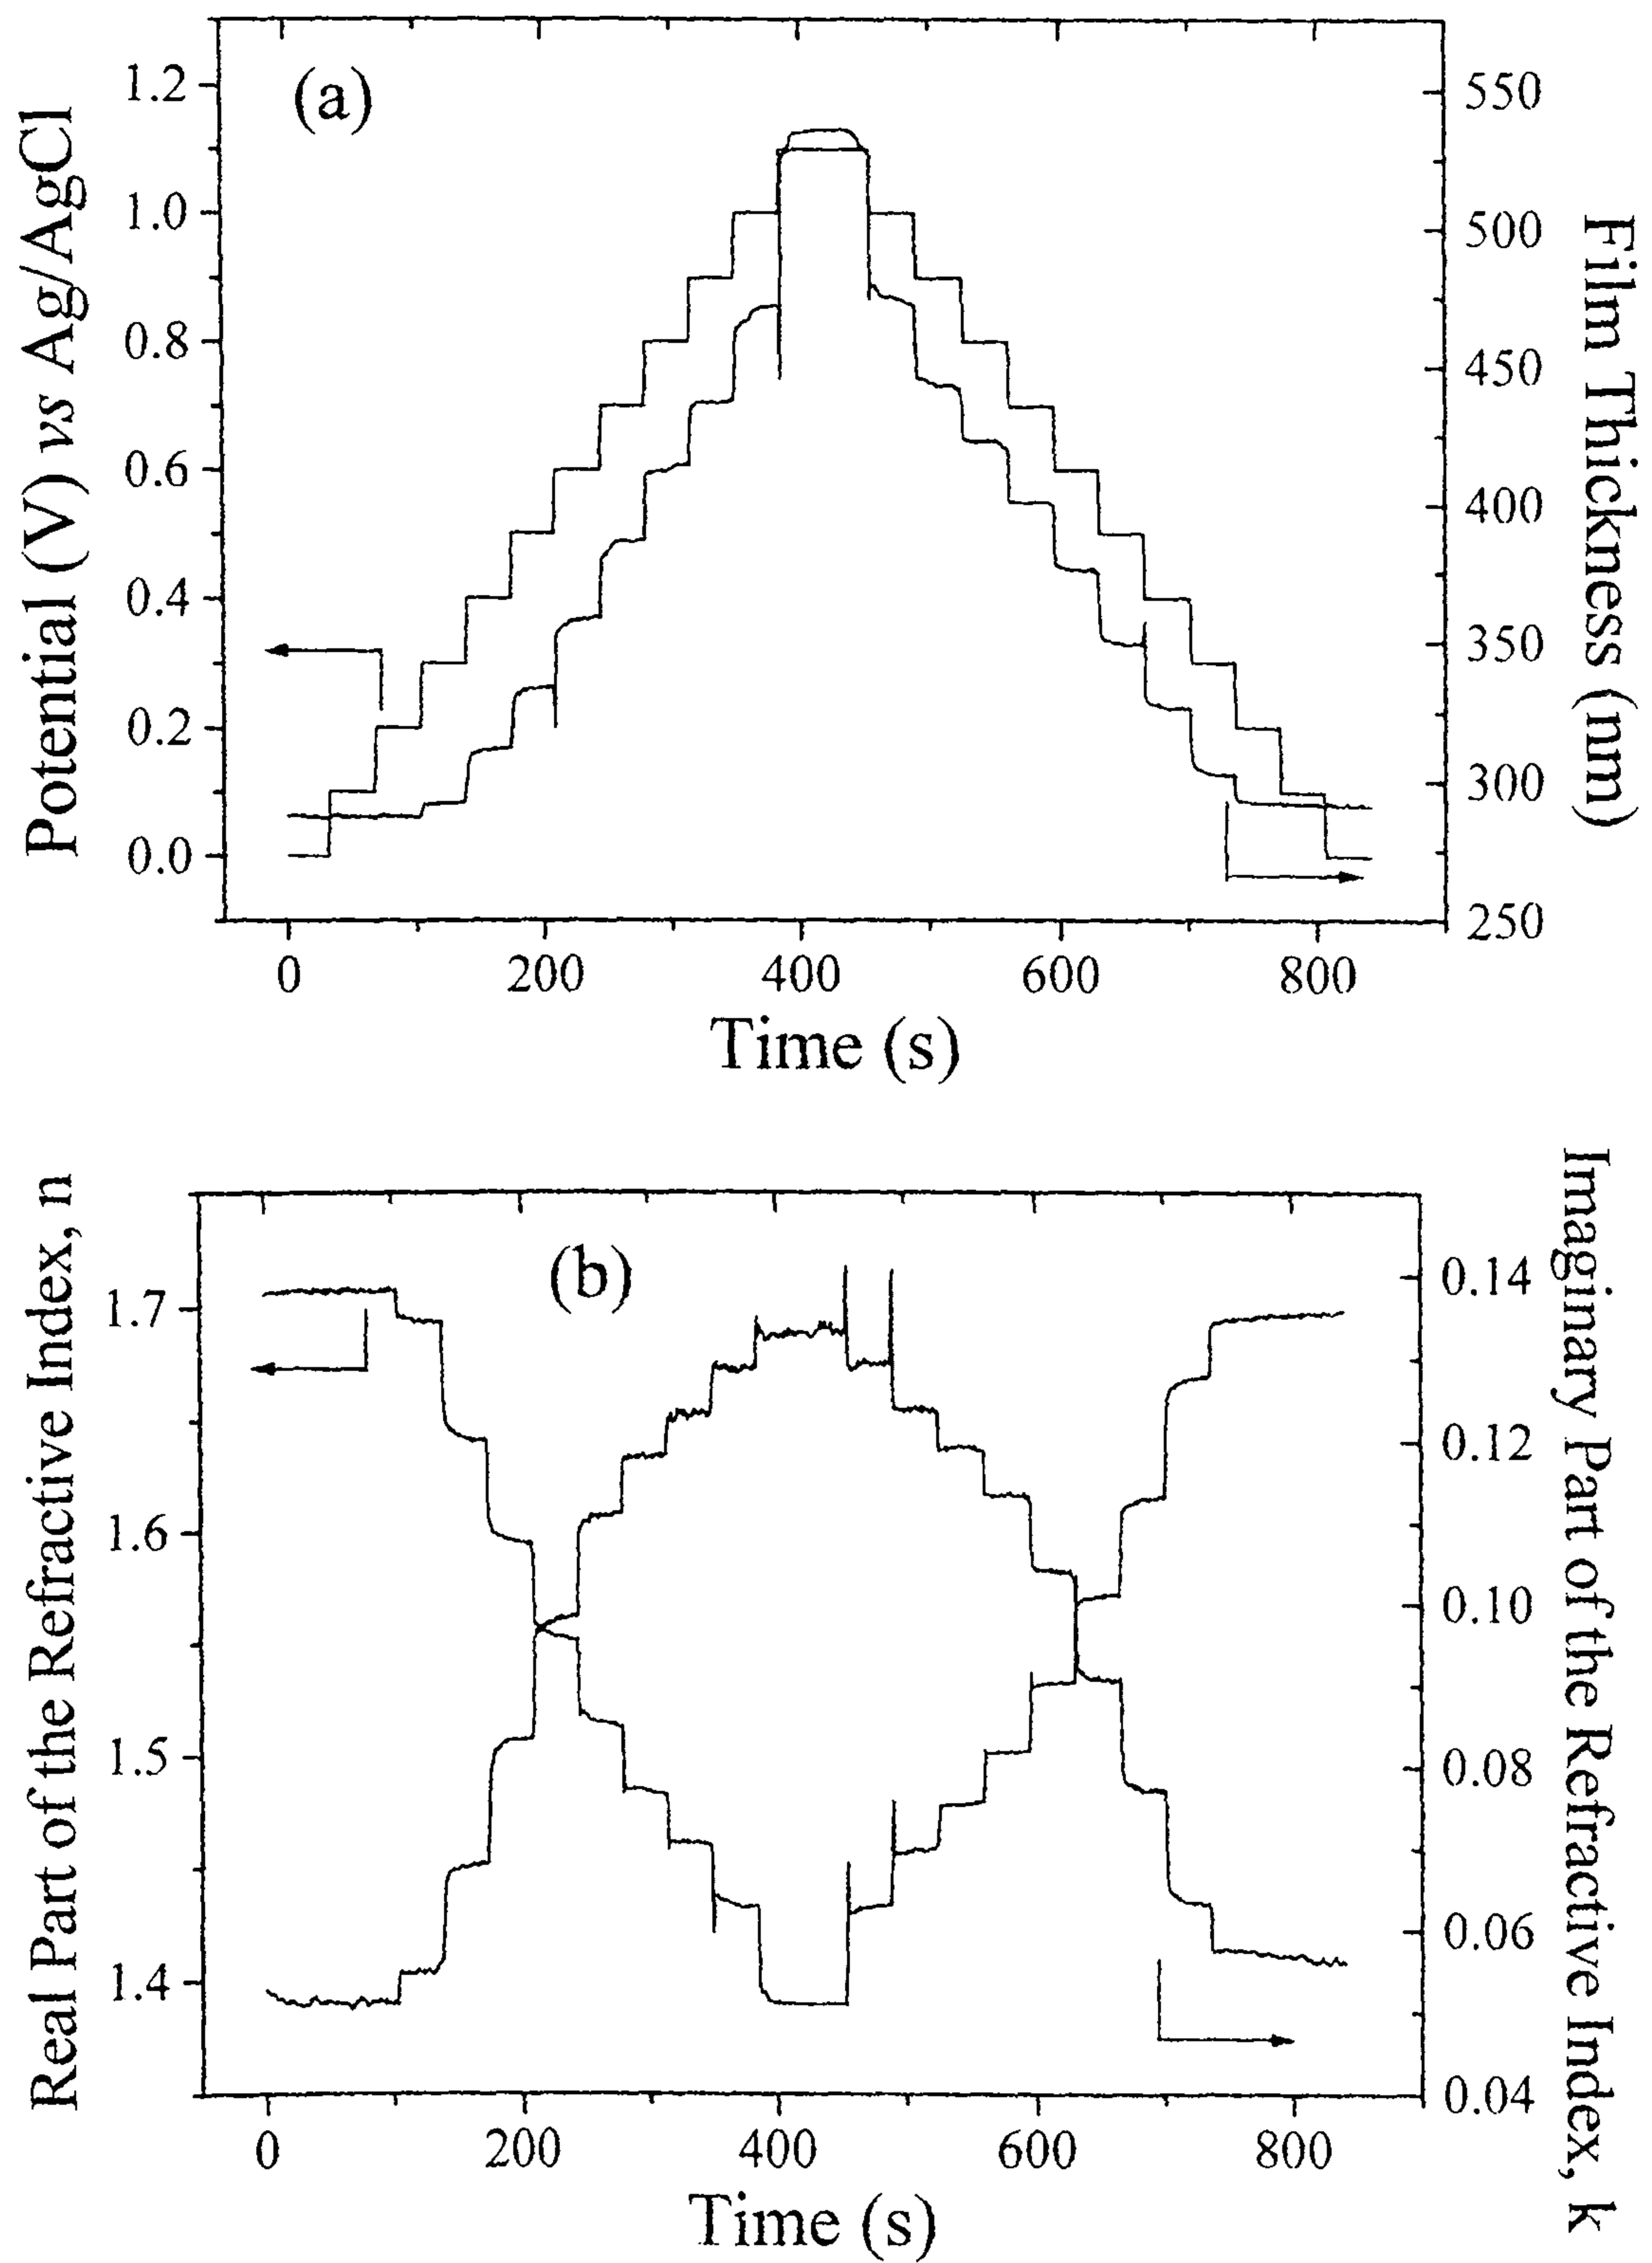 (a)
Potential (V) vs Ag/AgCl
1.2
1.0
0.8
0.6
0.4
0.2
0.0
550
500
450
400
350
300
250
Film Thickness (nm)
0 200 400 600 800
Time (s)
(b)
Real Part of the Refractive Index, n
1.7
1.6
1.5
1.4
0.14
0.12
0.10
0.08
0.06
0.04
Imaginary Part of the Refractive Index, k
0 200 400 600 800
Time (s)